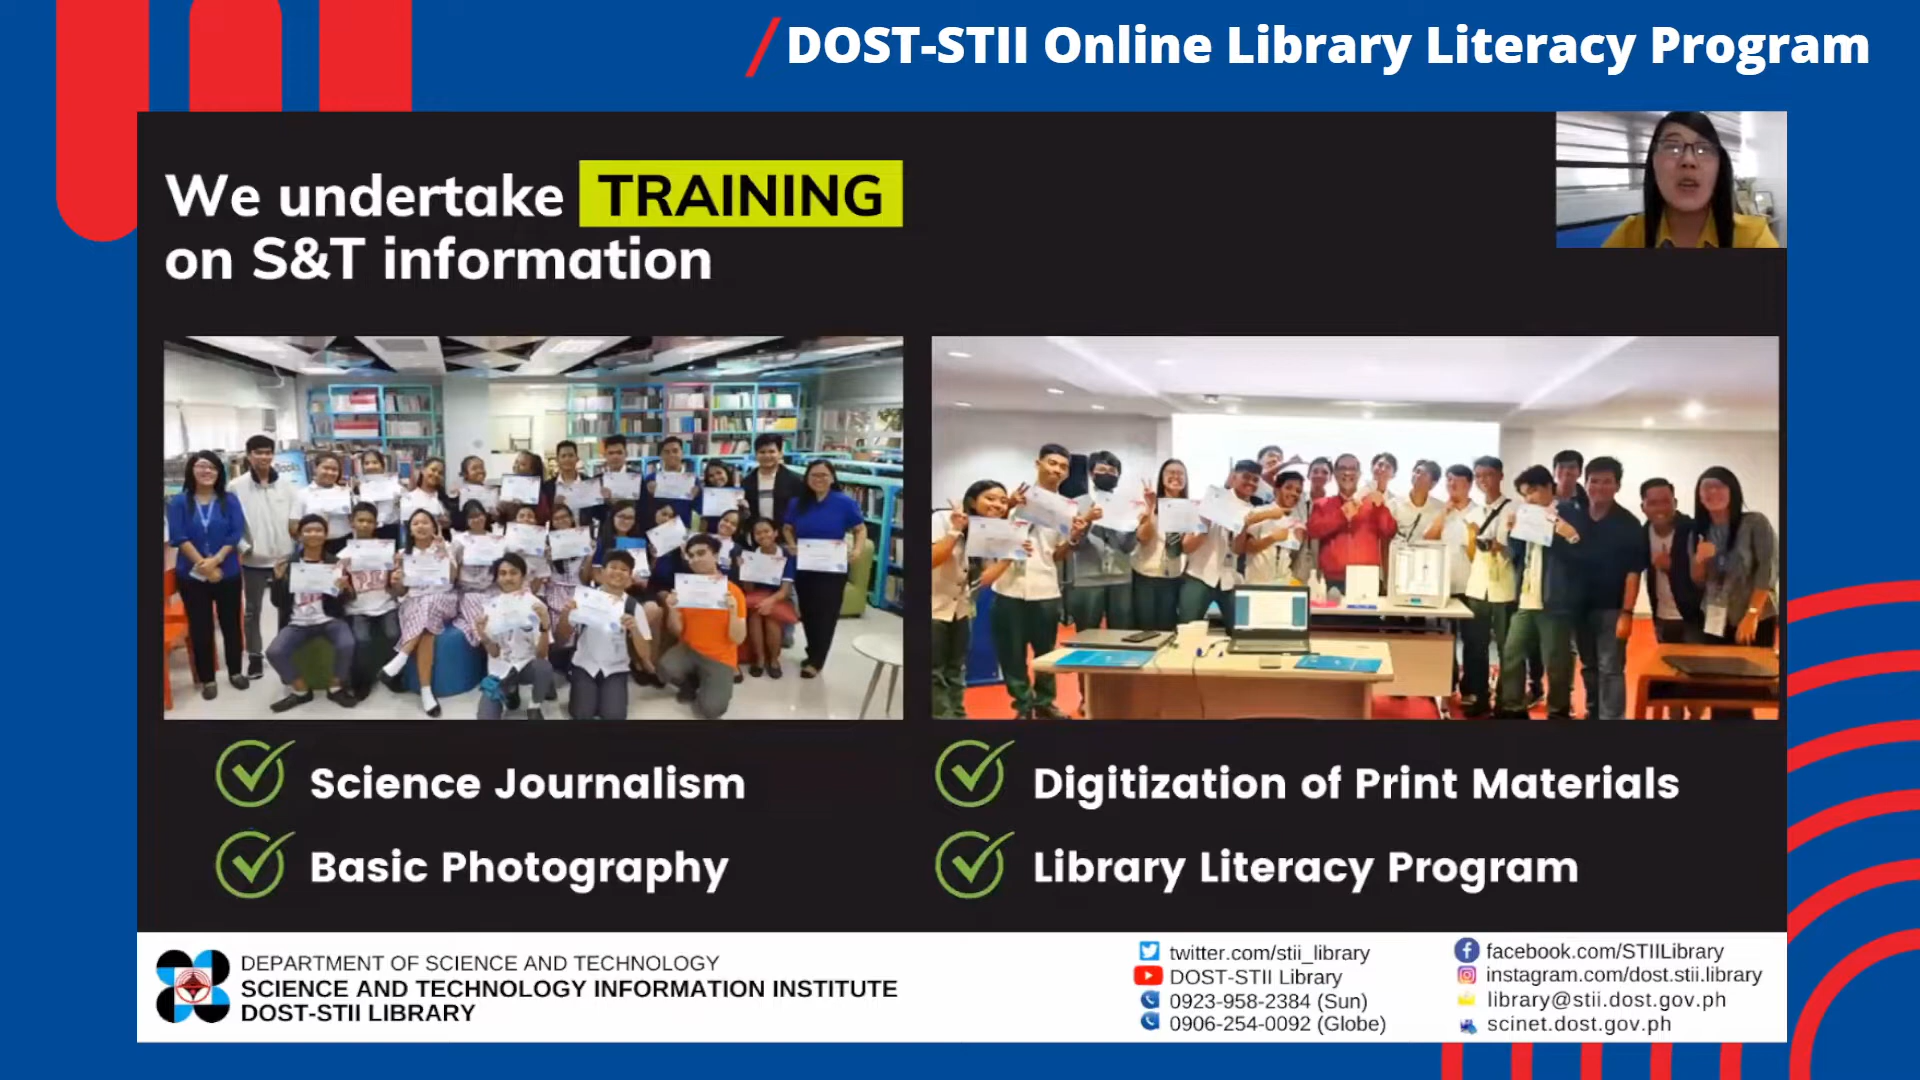 DOST-STII Online Library Literacy Program
We undertake TRAINING
on S&T information
Science Journalism
Basic Photography
Digitization of Print Materials
Library Literacy Program
DEPARTMENT OF SCIENCE AND TECHNOLOGY
SCIENCE AND TECHNOLOGY INFORMATION INSTITUTE
DOST-STII LIBRARY
twitter.com/stii_library
DOST-STII Library
0923-958-2384 (Sun)
0906-254-0092 (Globe)
facebook.com/STIILibrary
instagram.com/dost.stii.library
library@stii.dost.gov.ph
scinet.dost.gov.ph